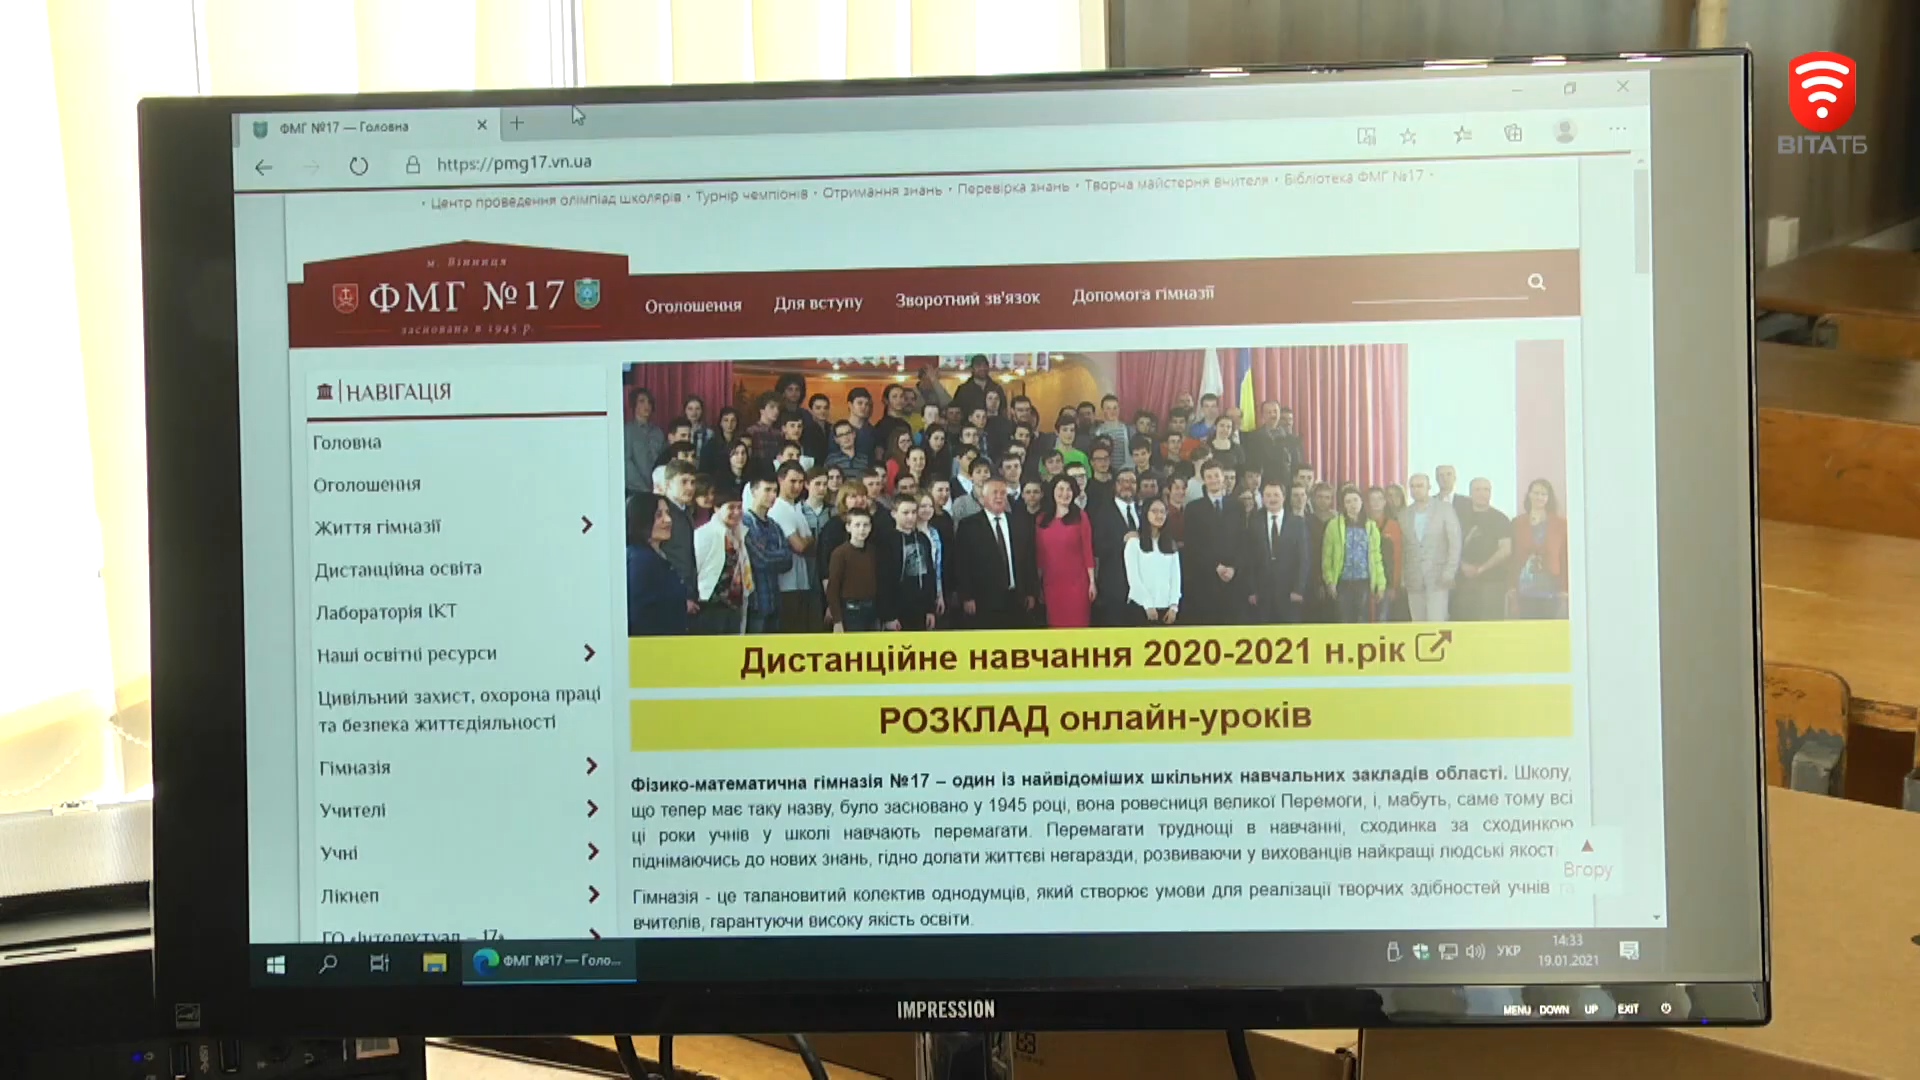 ВІТАТБ
ФМГ №17 — Головна
https://pmg17.vn.ua
• Центр проведення олімпіад школярів • Турнір чемпіонів • Отримання знань • Перевірка знань • Творча майстерня вчителя • Бібліотека ФМГ №17 •
м. Вінниця
ФМГ №17
заснована в 1945 р.
Оголошення Для вступу Зворотний зв'язок Допомога гімназії
НАВІГАЦІЯ
Головна
Оголошення
Життя гімназії
Дистанційна освіта
Лабораторія ІКТ
Наші освітні ресурси
Цивільний захист, охорона праці
та безпека життєдіяльності
Гімназія
Учителі
Учні
Лікнеп
ГО «Інтелектуал – 17»
Дистанційне навчання 2020-2021 н.рік
РОЗКЛАД онлайн-уроків
Фізико-математична гімназія №17 – один із найвідоміших шкільних навчальних закладів області. Школу,
що тепер має таку назву, було засновано у 1945 році, вона ровесниця великої Перемоги, і, мабуть, саме тому всі
ці роки учнів у школі навчають перемагати. Перемагати труднощі в навчанні, сходинка за сходинкою
піднімаючись до нових знань, гідно долати життєві негаразди, розвиваючи у вихованців найкращі людські якост
Вгору
Гімназія - це талановитий колектив однодумців, який створює умови для реалізації творчих здібностей учнів та
вчителів, гарантуючи високу якість освіти.
ФМГ №17 — Голо...
УКР
14:33
19.01.2021
IMPRESSION
MENU DOWN UP EXIT